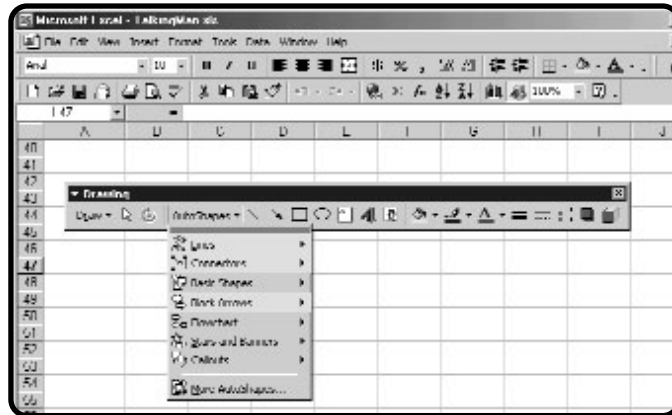 Microsoft Excel - TalkingMan.xls
File Edit View Insert Format Tools Data Window Help
Arial 10 B I U $ % ,
100%
L47 =
A B C D E F G H I J
40
41
42
43
44
45
46
47
48
49
50
51
52
53
54
55
Drawing
Draw AutoShapes
Lines
Connectors
Basic Shapes
Block Arrows
Flowchart
Stars and Banners
Callouts
More AutoShapes...